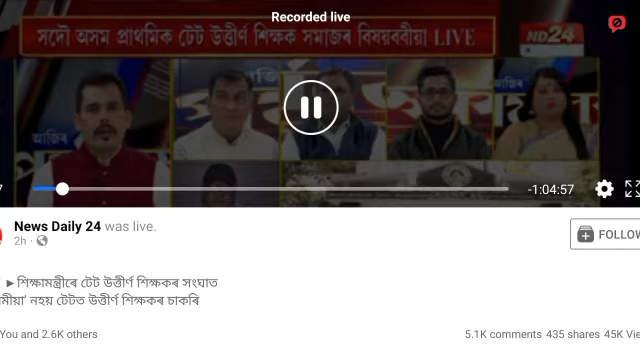 Recorded live
সদৌ অসম প্ৰাথমিক টেট উত্তীৰ্ণ শিক্ষক সমাজৰ বিষয়ববীয়া LIVE
ND24
আজিৰ
-1:04:57
News Daily 24 was live.
2h
FOLLOW
►শিক্ষামন্ত্ৰীৰে টেট উত্তীৰ্ণ শিক্ষকৰ সংঘাত
মীয়া' নহয় টেটত উত্তীৰ্ণ শিক্ষকৰ চাকৰি
You and 2.6K others
5.1K comments 435 shares 45K Vie